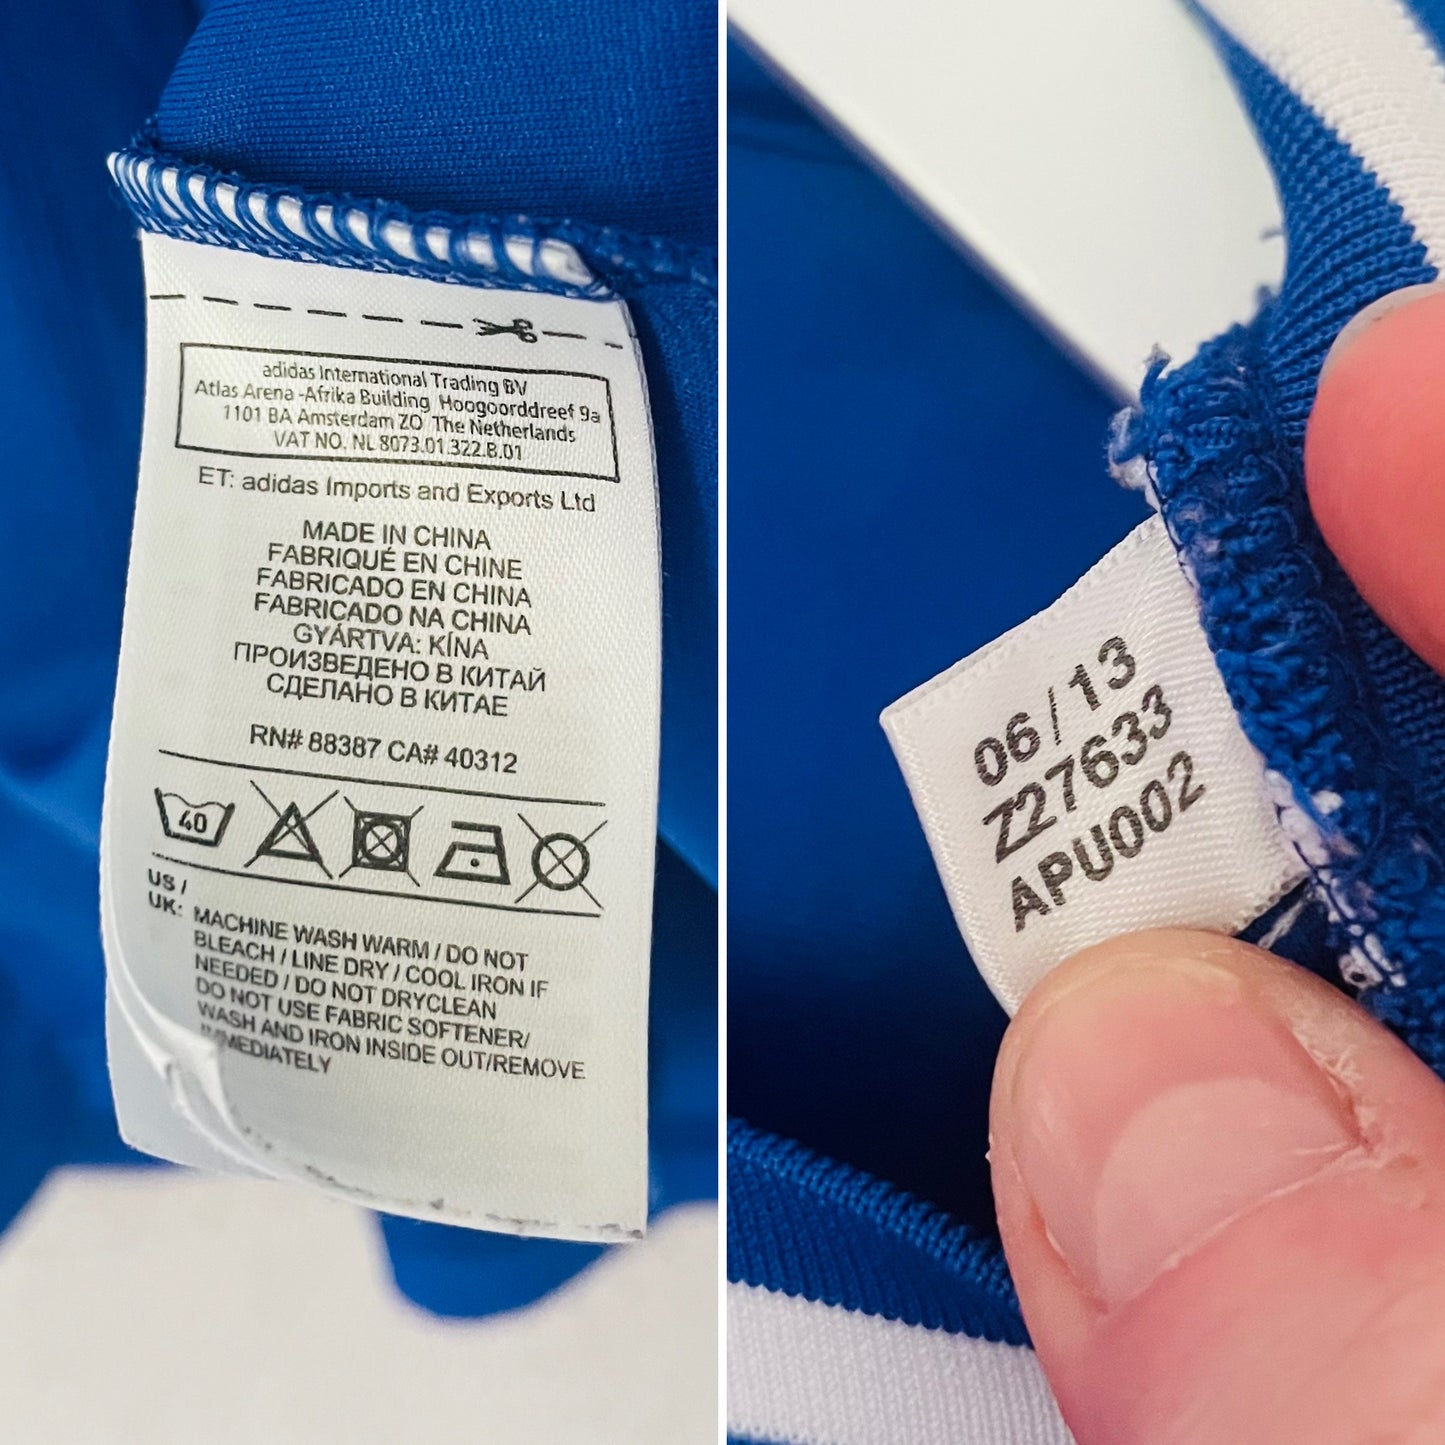 adidas International Trading BV
Atlas Arena -Afrika Building Hoogoorddreef 9a
1101 BA Amsterdam ZO The Netherlands
VAT NO. NL 8073.01.322.B.01
ET: adidas Imports and Exports Ltd
MADE IN CHINA
FABRIQUÉ EN CHINE
FABRICADO EN CHINA
FABRICADO NA CHINA
GYÁRTVA: KÍNA
ПРОИЗВЕДЕНО В КИТАЙ
СДЕЛАНО В КИТАЕ
RN# 88387 CA# 40312
40
US /
UK: MACHINE WASH WARM / DO NOT
BLEACH / LINE DRY / COOL IRON IF
NEEDED / DO NOT DRYCLEAN
DO NOT USE FABRIC SOFTENER/
WASH AND IRON INSIDE OUT/REMOVE
IMMEDIATELY
06/13
Z27633
APU002